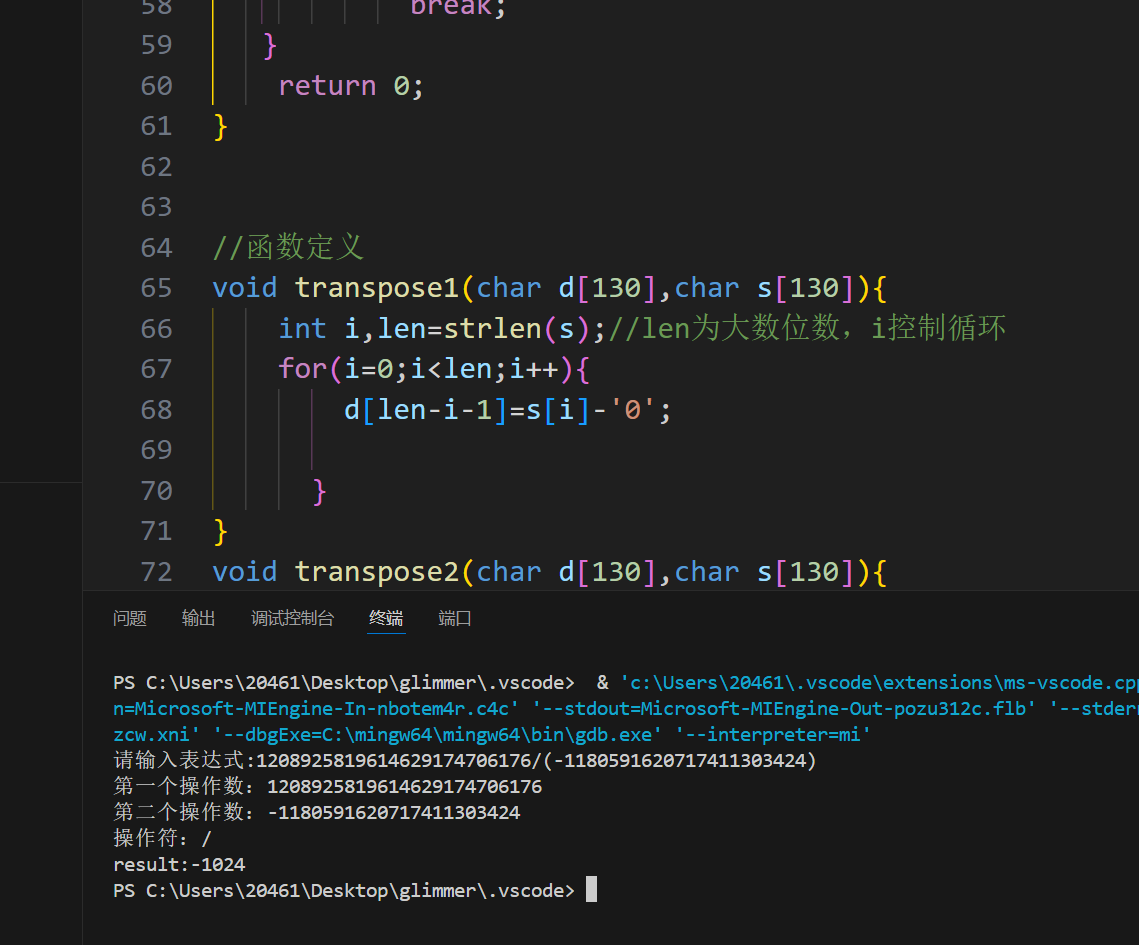 58 break;
59 }
60 return 0;
61 }
62
63
64 //函数定义
65 void transpose1(char d[130],char s[130]){
66 int i,len=strlen(s);//len为大数位数，i控制循环
67 for(i=0;i<len;i++){
68 d[len-i-1]=s[i]-'0';
69
70 }
71 }
72 void transpose2(char d[130],char s[130]){
问题 输出 调试控制台 终端 端口
PS C:\Users\20461\Desktop\glimmer\.vscode> & 'c:\Users\20461\.vscode\extensions\ms-vscode.cpp
n=Microsoft-MIEngine-In-nbotem4r.c4c' '--stdout=Microsoft-MIEngine-Out-pozu312c.flb' '--stderr
zcw.xni' '--dbgExe=C:\mingw64\mingw64\bin\gdb.exe' '--interpreter=mi'
请输入表达式:1208925819614629174706176/(-1180591620717411303424)
第一个操作数：1208925819614629174706176
第二个操作数：-1180591620717411303424
操作符：/
result:-1024
PS C:\Users\20461\Desktop\glimmer\.vscode>